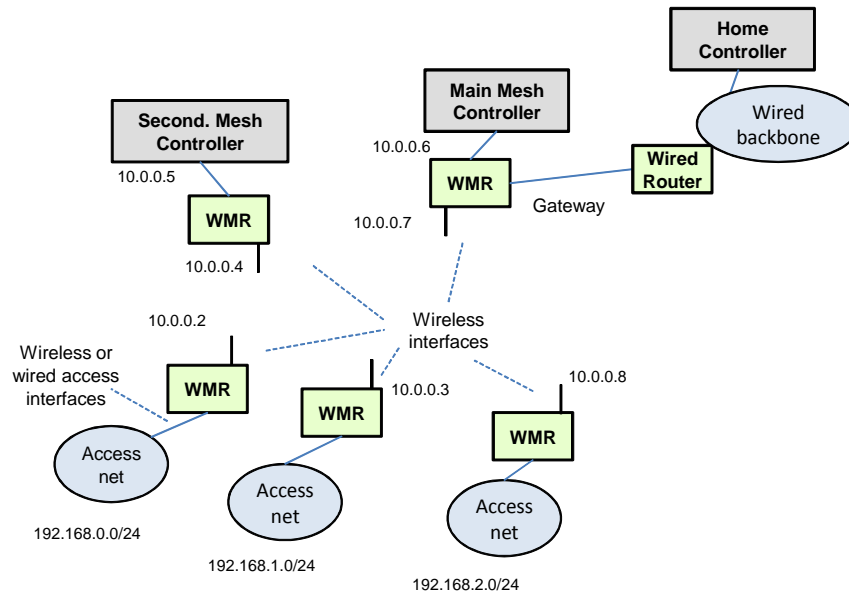 Home
Controller
Main Mesh
Controller
Second. Mesh
Controller
Wired
backbone
10.0.0.6
Wired
Router
10.0.0.5
WMR
Gateway
WMR
10.0.0.7
10.0.0.4
10.0.0.2
Wireless
interfaces
Wireless or
wired access
interfaces
WMR
10.0.0.3
10.0.0.8
WMR
WMR
Access
net
Access
net
Access
net
192.168.0.0/24
192.168.1.0/24
192.168.2.0/24